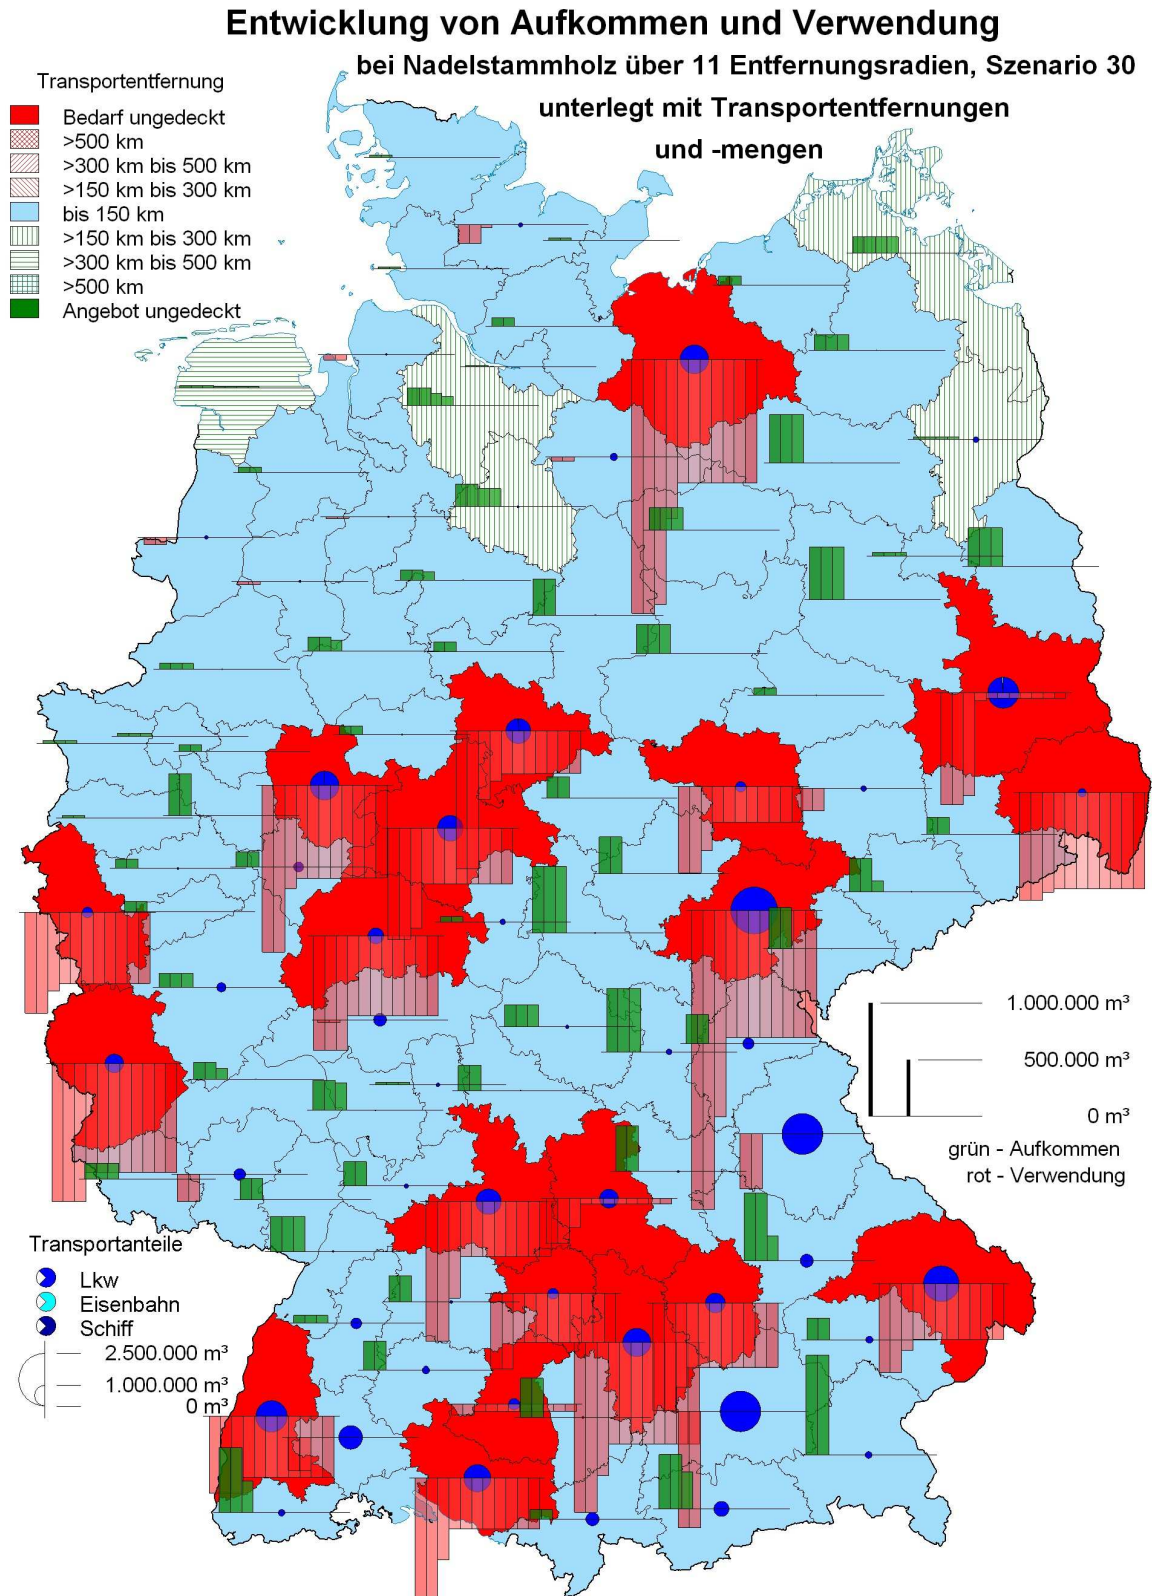 Entwicklung von Aufkommen und Verwendung
bei Nadelstammholz über 11 Entfernungsradien, Szenario 30
unterlegt mit Transportentfernungen
und -mengen
Transportentfernung
Bedarf ungedeckt
>500 km
>300 km bis 500 km
>150 km bis 300 km
bis 150 km
>150 km bis 300 km
>300 km bis 500 km
>500 km
Angebot ungedeckt
1.000.000 m³
500.000 m³
0 m³
grün - Aufkommen
rot - Verwendung
Transportanteile
Lkw
Eisenbahn
Schiff
2.500.000 m³
1.000.000 m³
0 m³